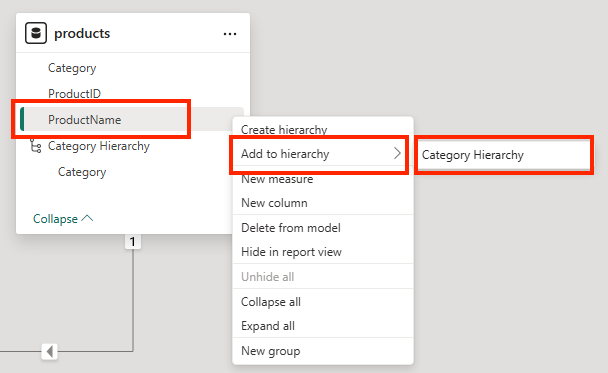 products
...
Category
ProductID
ProductName
Category Hierarchy
Category
Collapse
1
Create hierarchy
Add to hierarchy
Category Hierarchy
New measure
New column
Delete from model
Hide in report view
Unhide all
Collapse all
Expand all
New group